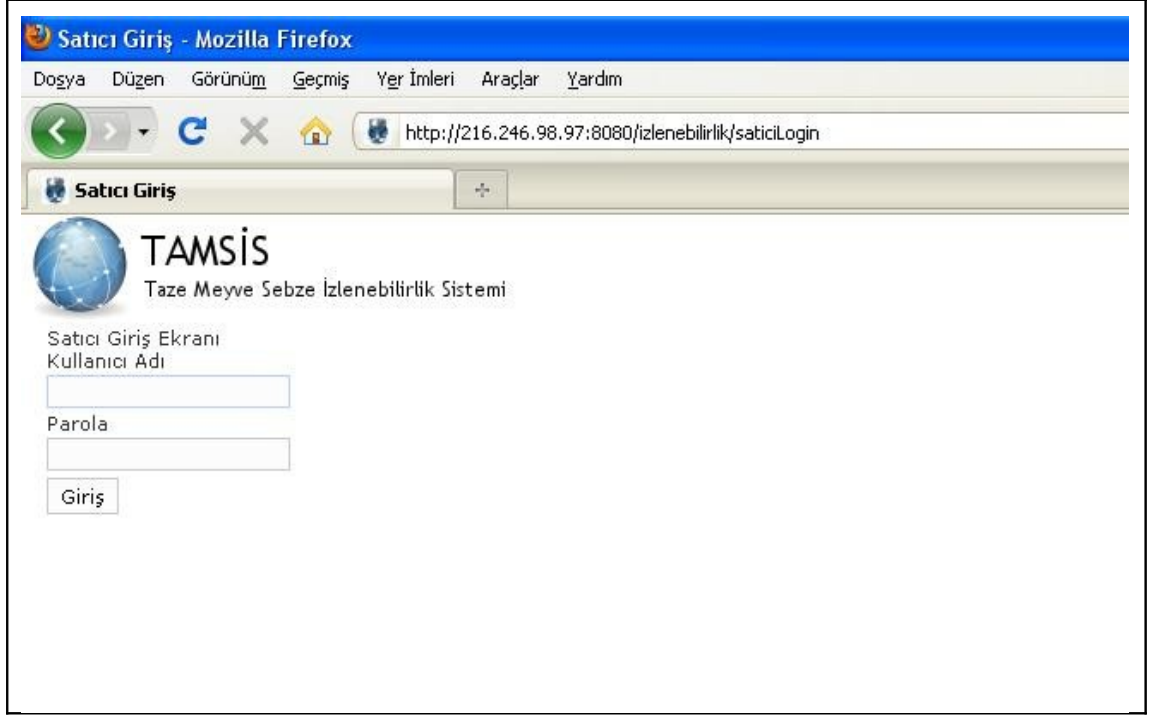 Satıcı Giriş - Mozilla Firefox
Dosya Düzen Görünüm Geçmiş Yer İmleri Araçlar Yardım
http://216.246.98.97:8080/izlenebilirlik/saticiLogin
Satıcı Giriş
TAMSİS
Taze Meyve Sebze İzlenebilirlik Sistemi
Satıcı Giriş Ekranı
Kullanıcı Adı
Parola
Giriş